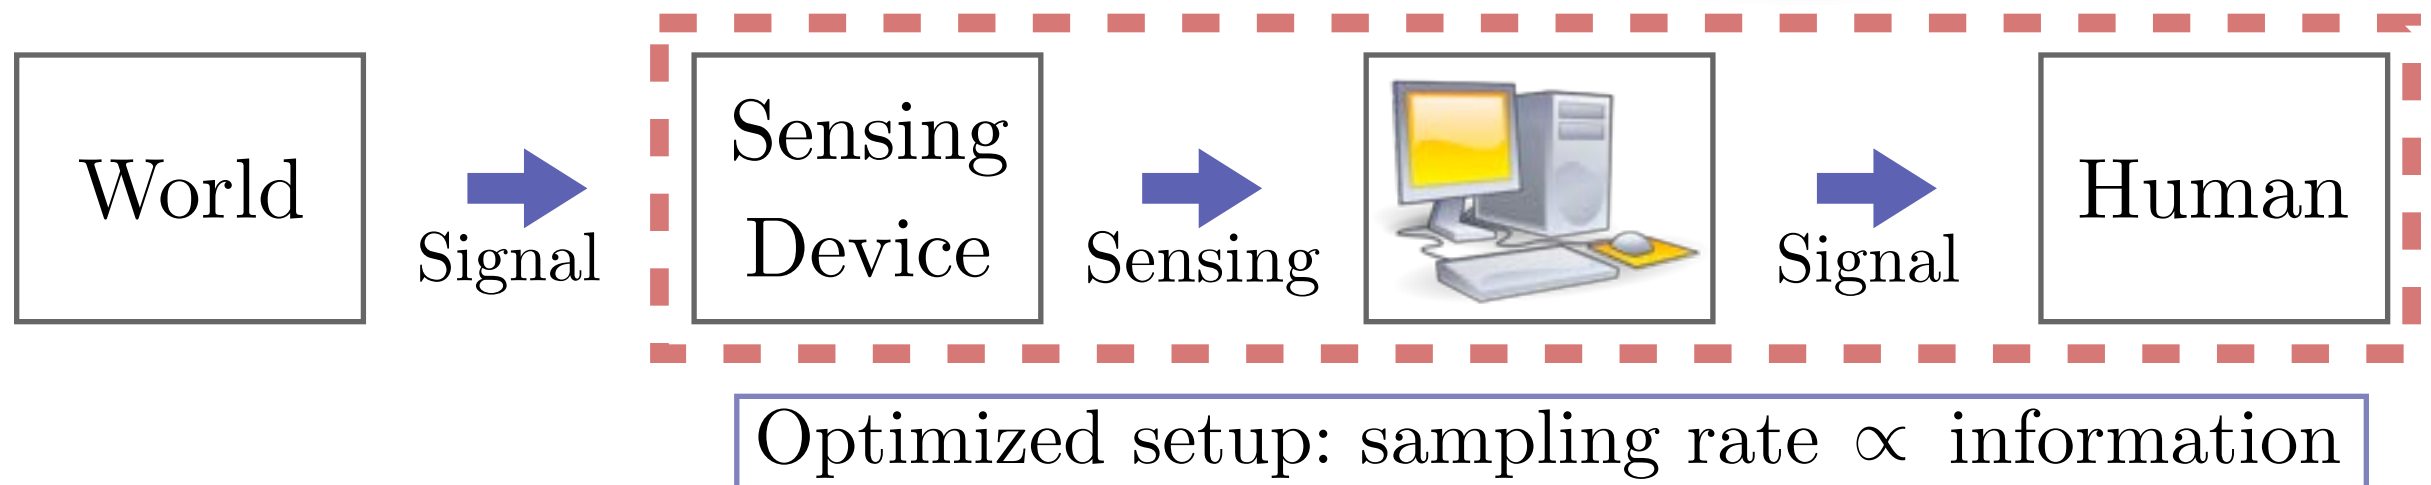 World
Signal
Sensing
Device
Sensing
Signal
Human
Optimized setup: sampling rate ∝ information